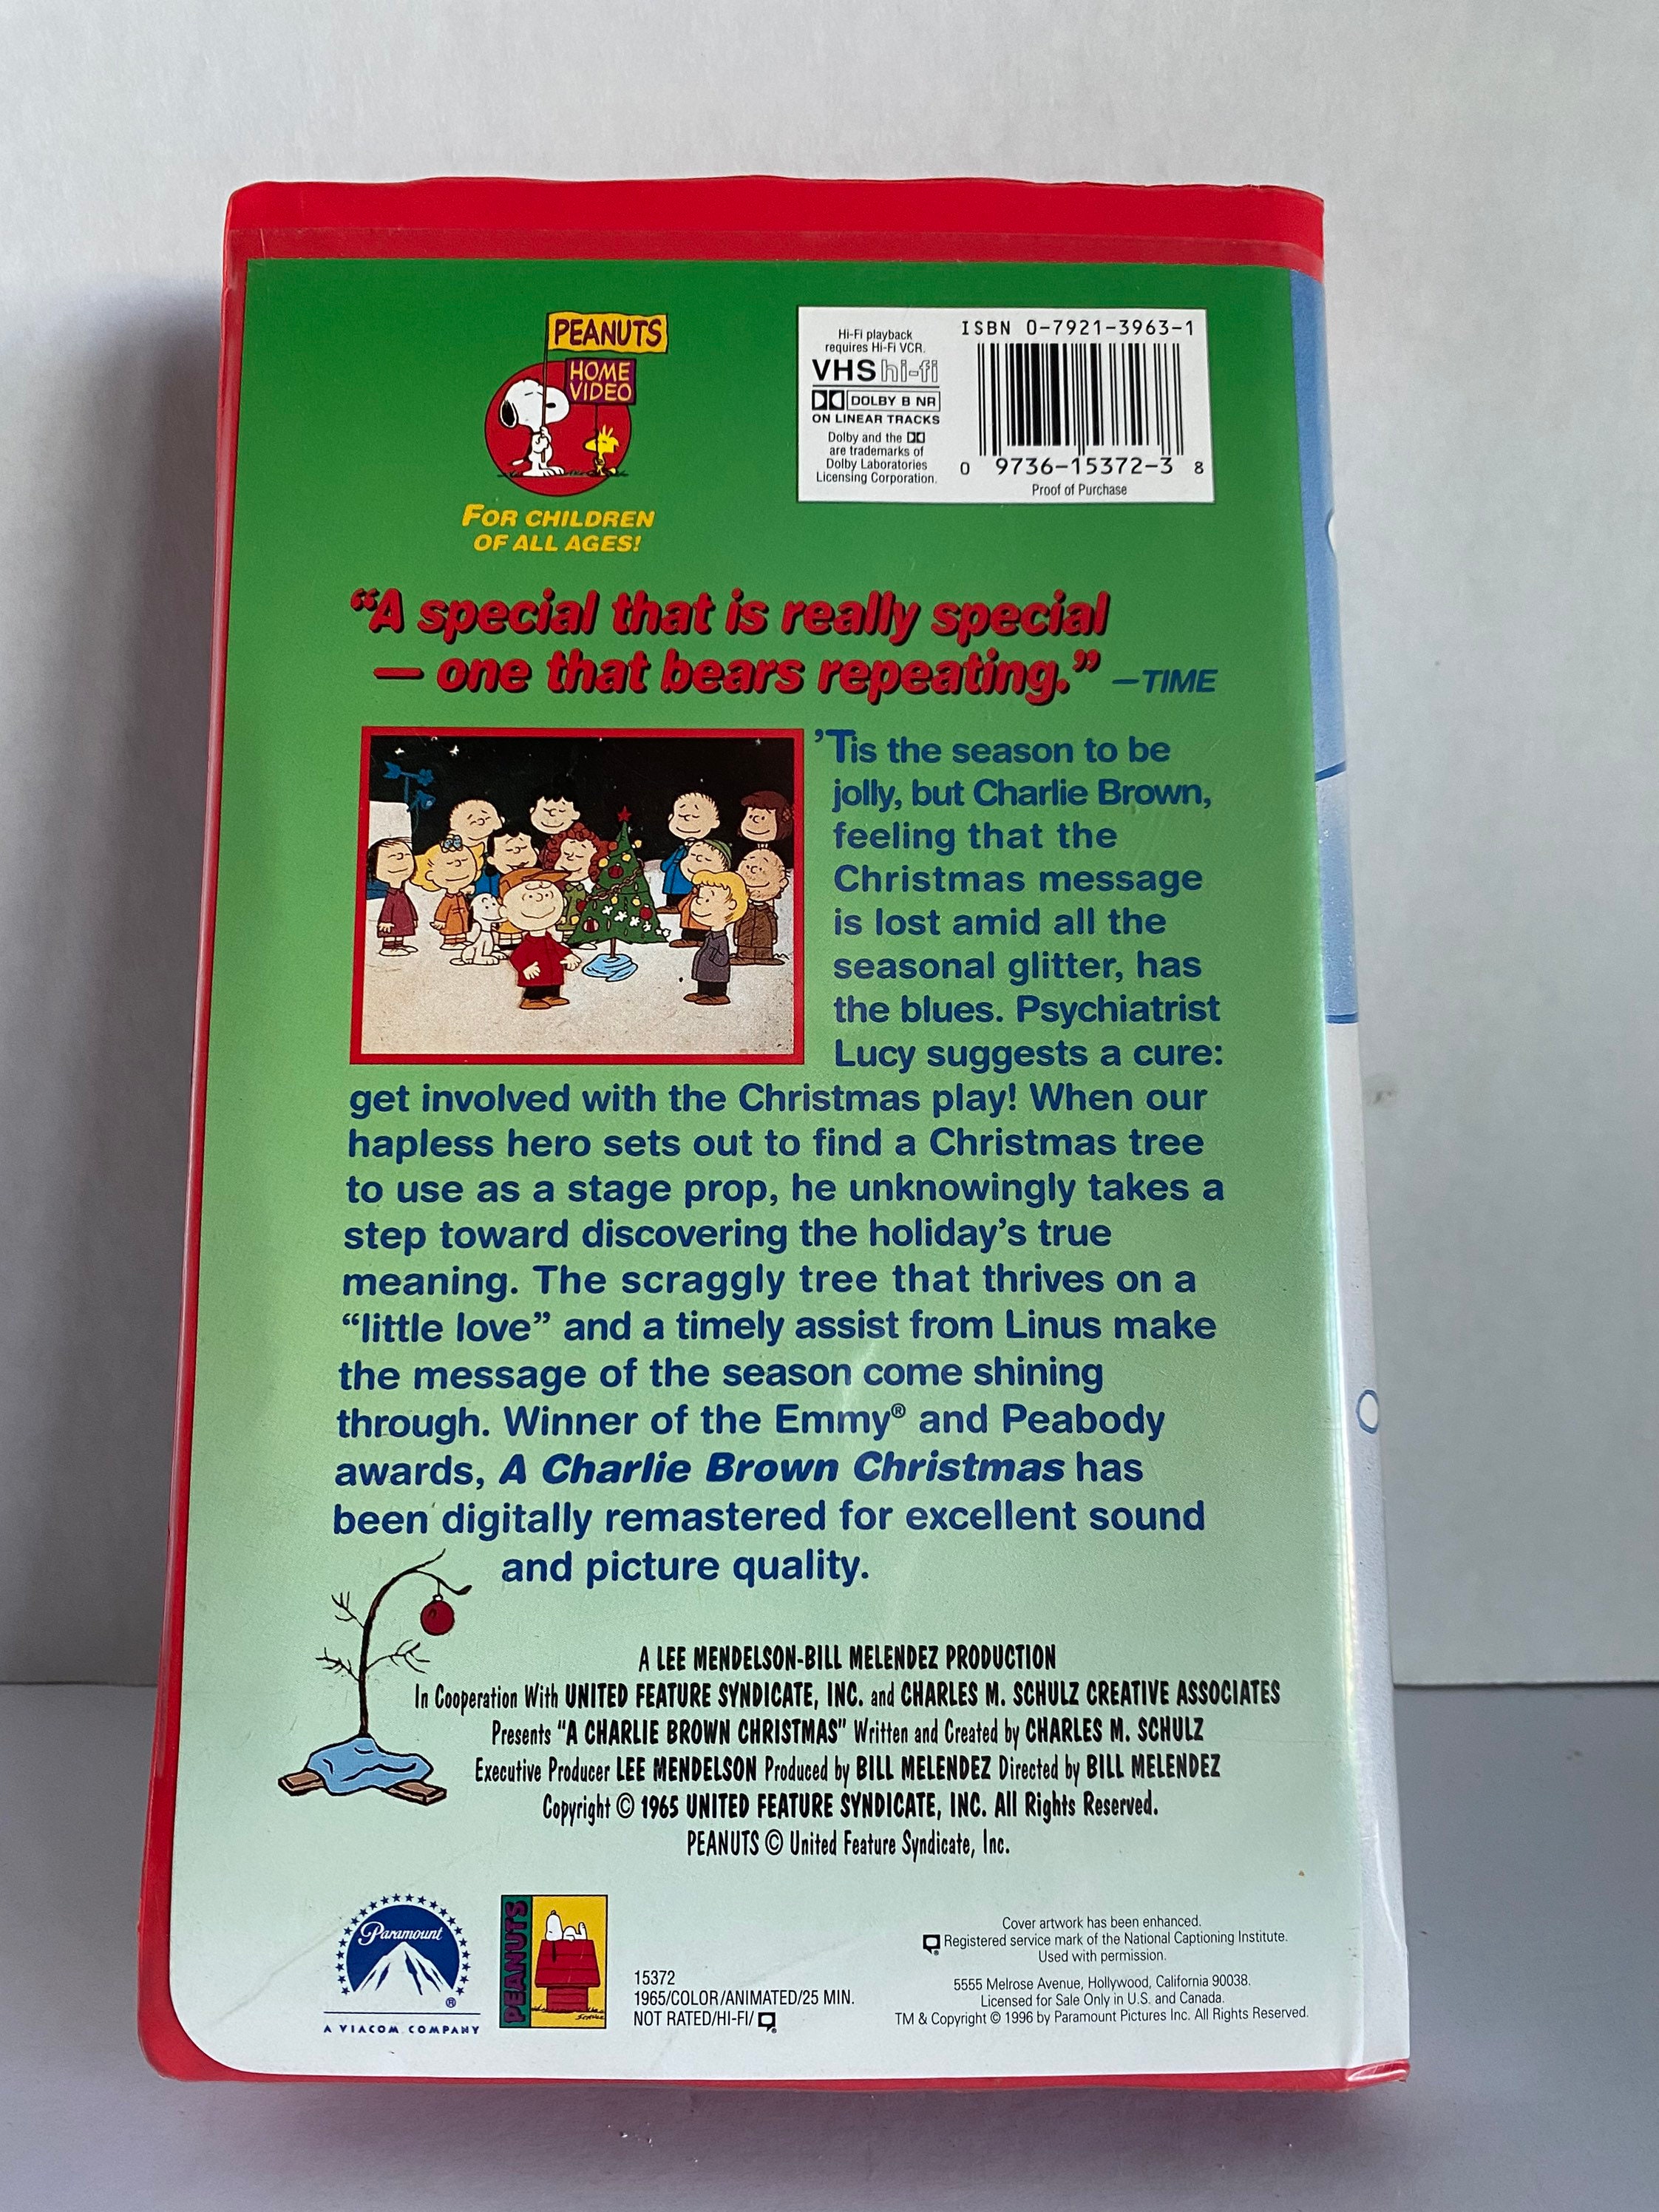 PEANUTS
HOME
VIDEO
FOR CHILDREN
OF ALL AGES!
Hi-Fi playback
requires Hi-Fi VCR.
VHS hi-fi
DOLBY B NR
ON LINEAR TRACKS
Dolby and the
are trademarks of
Dolby Laboratories
Licensing Corporation.
ISBN 0-7921-3963-1
0 9736-15372-3 8
Proof of Purchase
“A special that is really special
— one that bears repeating.” —TIME
’Tis the season to be
jolly, but Charlie Brown,
feeling that the
Christmas message
is lost amid all the
seasonal glitter, has
the blues. Psychiatrist
Lucy suggests a cure:
get involved with the Christmas play! When our
hapless hero sets out to find a Christmas tree
to use as a stage prop, he unknowingly takes a
step toward discovering the holiday’s true
meaning. The scraggly tree that thrives on a
“little love” and a timely assist from Linus make
the message of the season come shining
through. Winner of the Emmy® and Peabody
awards, A Charlie Brown Christmas has
been digitally remastered for excellent sound
and picture quality.
A LEE MENDELSON-BILL MELENDEZ PRODUCTION
In Cooperation With UNITED FEATURE SYNDICATE, INC. and CHARLES M. SCHULZ CREATIVE ASSOCIATES
Presents "A CHARLIE BROWN CHRISTMAS" Written and Created by CHARLES M. SCHULZ
Executive Producer LEE MENDELSON Produced by BILL MELENDEZ Directed by BILL MELENDEZ
Copyright © 1965 UNITED FEATURE SYNDICATE, INC. All Rights Reserved.
PEANUTS © United Feature Syndicate, Inc.
Paramount
®
A VIACOM COMPANY
PEANUTS
SCHULZ
15372
1965/COLOR/ANIMATED/25 MIN.
NOT RATED/HI-FI/
Cover artwork has been enhanced.
Registered service mark of the National Captioning Institute.
Used with permission.
5555 Melrose Avenue, Hollywood, California 90038.
Licensed for Sale Only in U.S. and Canada.
TM & Copyright © 1996 by Paramount Pictures Inc. All Rights Reserved.